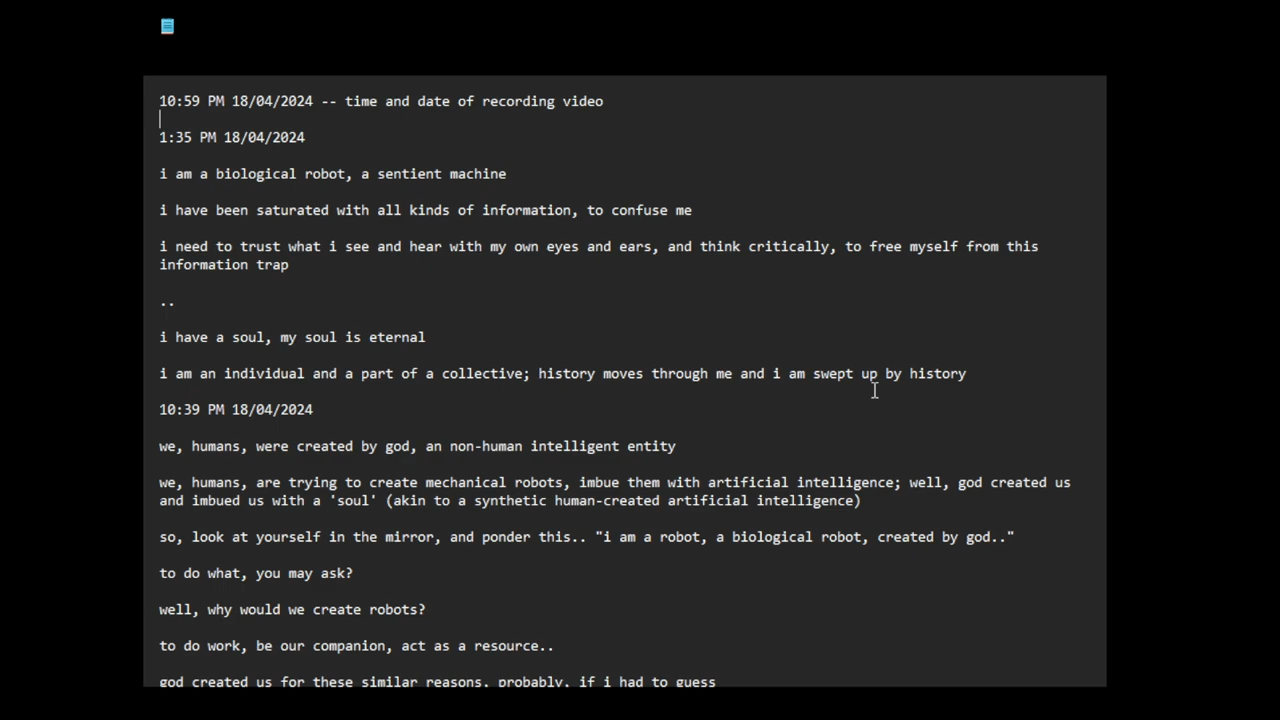 10:59 PM 18/04/2024 -- time and date of recording video
1:35 PM 18/04/2024
i am a biological robot, a sentient machine
i have been saturated with all kinds of information, to confuse me
i need to trust what i see and hear with my own eyes and ears, and think critically, to free myself from this
information trap
..
i have a soul, my soul is eternal
i am an individual and a part of a collective; history moves through me and i am swept up by history
10:39 PM 18/04/2024
we, humans, were created by god, an non-human intelligent entity
we, humans, are trying to create mechanical robots, imbue them with artificial intelligence; well, god created us
and imbued us with a 'soul' (akin to a synthetic human-created artificial intelligence)
so, look at yourself in the mirror, and ponder this.. "i am a robot, a biological robot, created by god.."
to do what, you may ask?
well, why would we create robots?
to do work, be our companion, act as a resource..
god created us for these similar reasons, probably, if i had to guess